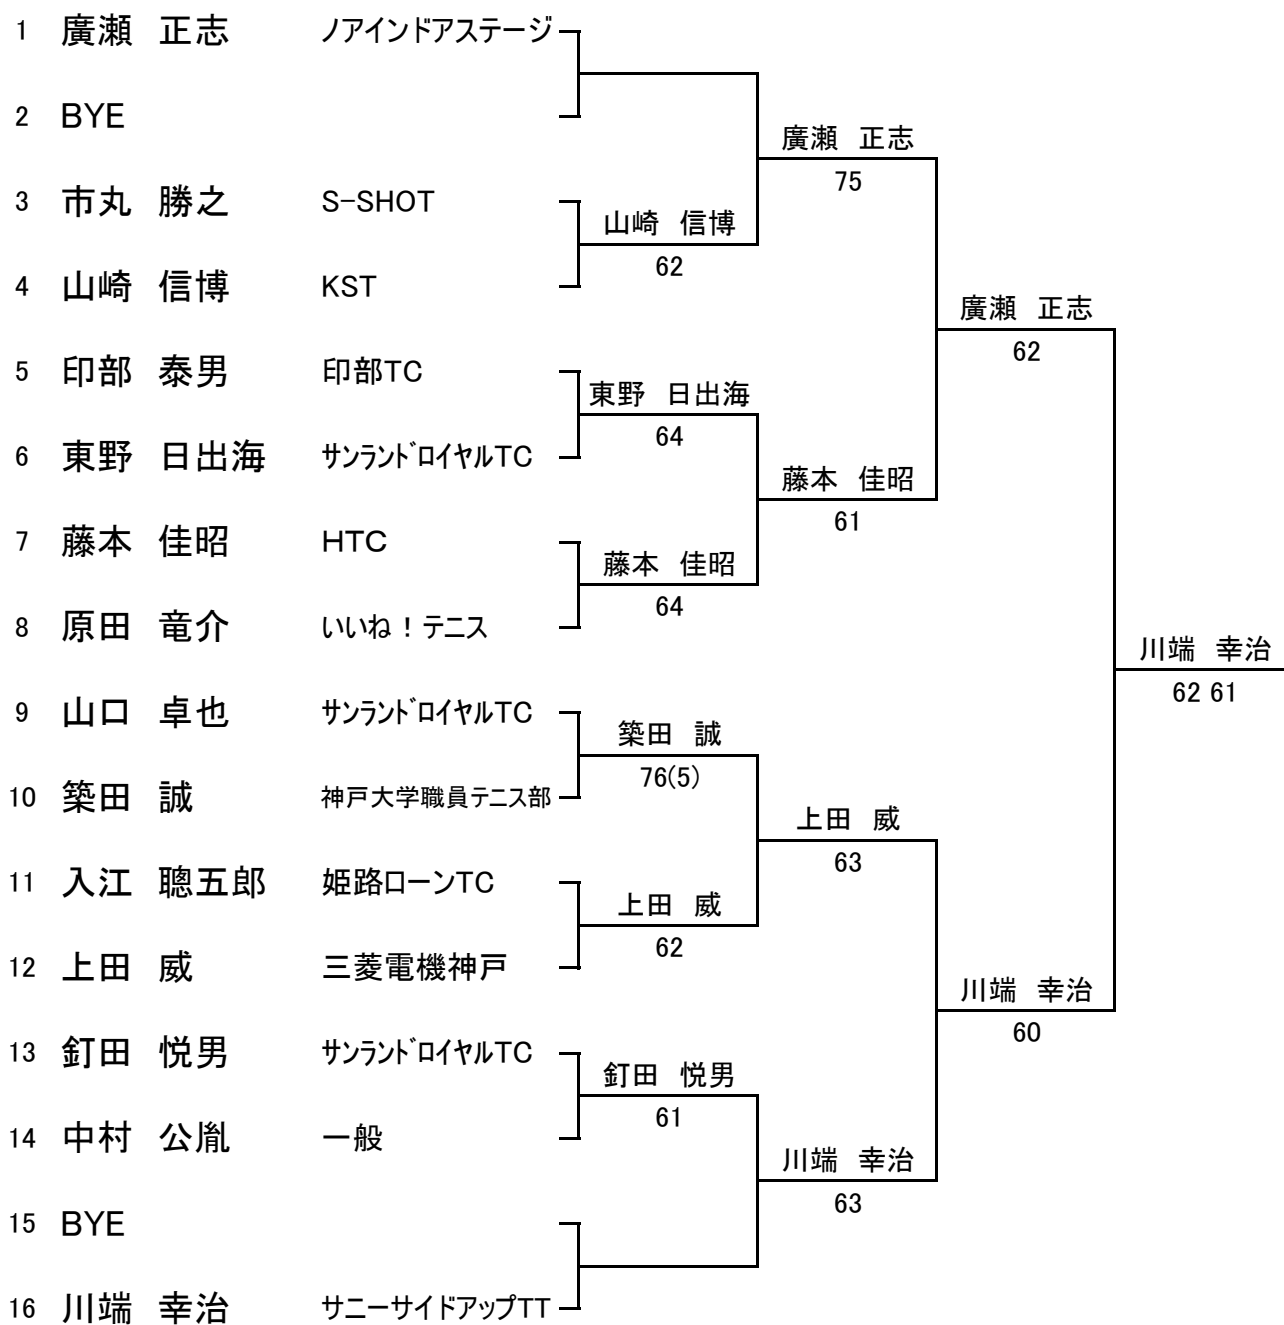 1 廣瀬 正志 ノアインドアステージ
2 BYE
廣瀬 正志
75
3 市丸 勝之 S-SHOT
山崎 信博
62
4 山崎 信博 KST
廣瀬 正志
62
5 印部 泰男 印部TC
東野 日出海
64
6 東野 日出海 サンランドロイヤルTC
藤本 佳昭
61
7 藤本 佳昭 HTC
藤本 佳昭
64
8 原田 竜介 いいね！テニス
川端 幸治
62 61
9 山口 卓也 サンランドロイヤルTC
築田 誠
76(5)
10 築田 誠 神戸大学職員テニス部
上田 威
63
11 入江 聰五郎 姫路ローンTC
上田 威
62
12 上田 威 三菱電機神戸
川端 幸治
60
13 釘田 悦男 サンランドロイヤルTC
釘田 悦男
61
14 中村 公胤 一般
川端 幸治
63
15 BYE
16 川端 幸治 サニーサイドアップTT